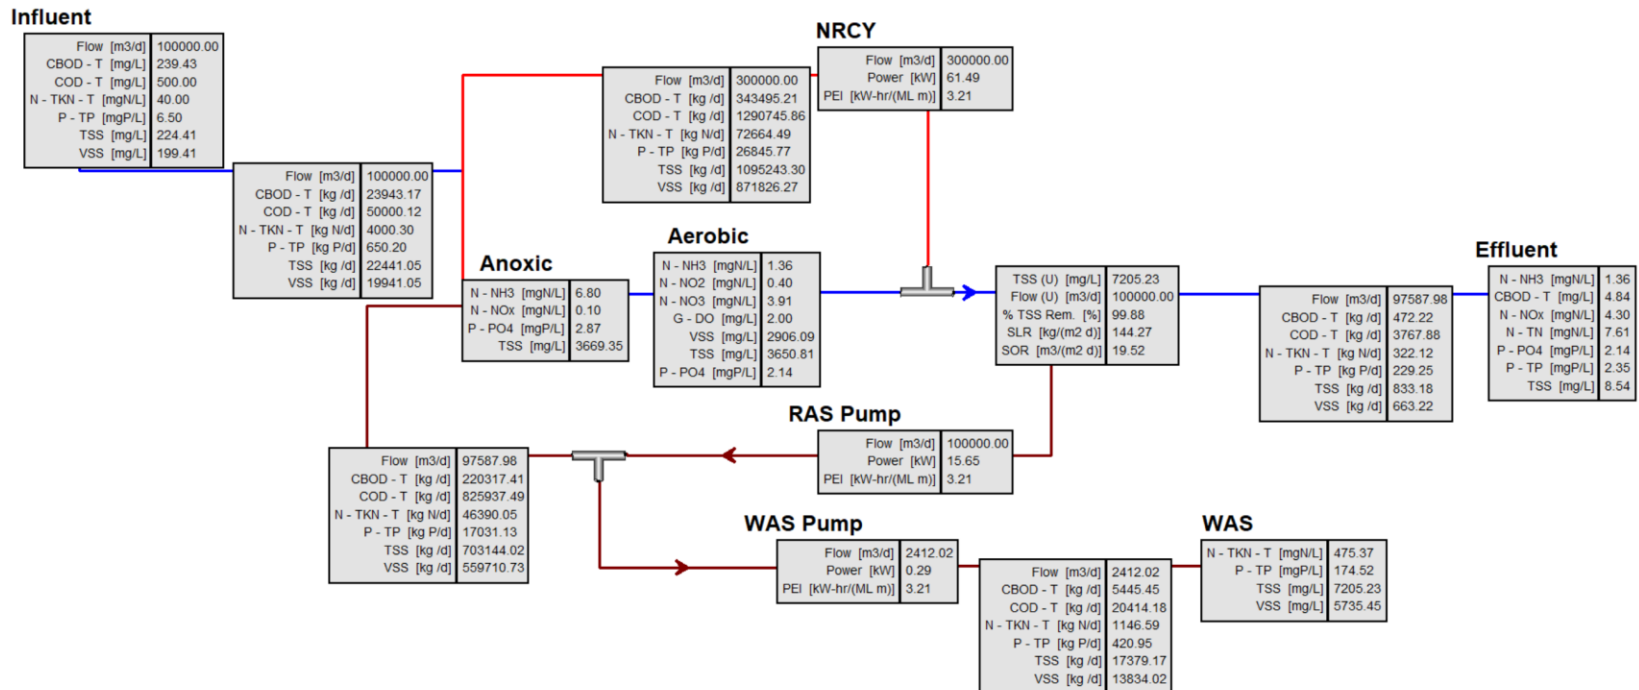 Influent
Flow [m3/d] 100000.00
CBOD - T [mg/L] 239.43
COD - T [mg/L] 500.00
N - TKN - T [mgN/L] 40.00
P - TP [mgP/L] 6.50
TSS [mg/L] 224.41
VSS [mg/L] 199.41
Flow [m3/d] 100000.00
CBOD - T [kg /d] 23943.17
COD - T [kg /d] 50000.12
N - TKN - T [kg N/d] 4000.30
P - TP [kg P/d] 650.20
TSS [kg /d] 22441.05
VSS [kg /d] 19941.05
Flow [m3/d] 300000.00
CBOD - T [kg /d] 343495.21
COD - T [kg /d] 1290745.86
N - TKN - T [kg N/d] 72664.49
P - TP [kg P/d] 26845.77
TSS [kg /d] 1095243.30
VSS [kg /d] 871826.27
NRCY
Flow [m3/d] 300000.00
Power [kW] 61.49
PEI [kW-hr/(ML m)] 3.21
Anoxic
N - NH3 [mgN/L] 6.80
N - NOx [mgN/L] 0.10
P - PO4 [mgP/L] 2.87
TSS [mg/L] 3669.35
Aerobic
N - NH3 [mgN/L] 1.36
N - NO2 [mgN/L] 0.40
N - NO3 [mgN/L] 3.91
G - DO [mg/L] 2.00
VSS [mg/L] 2906.09
TSS [mg/L] 3650.81
P - PO4 [mgP/L] 2.14
TSS (U) [mg/L] 7205.23
Flow (U) [m3/d] 100000.00
% TSS Rem. [%] 99.88
SLR [kg/(m2 d)] 144.27
SOR [m3/(m2 d)] 19.52
Flow [m3/d] 97587.98
CBOD - T [kg /d] 472.22
COD - T [kg /d] 3767.88
N - TKN - T [kg N/d] 322.12
P - TP [kg P/d] 229.25
TSS [kg /d] 833.18
VSS [kg /d] 663.22
Effluent
N - NH3 [mgN/L] 1.36
CBOD - T [mg/L] 4.84
N - NOx [mgN/L] 4.30
N - TN [mgN/L] 7.61
P - PO4 [mgP/L] 2.14
P - TP [mgP/L] 2.35
TSS [mg/L] 8.54
RAS Pump
Flow [m3/d] 100000.00
Power [kW] 15.65
PEI [kW-hr/(ML m)] 3.21
Flow [m3/d] 97587.98
CBOD - T [kg /d] 220317.41
COD - T [kg /d] 825937.49
N - TKN - T [kg N/d] 46390.05
P - TP [kg P/d] 17031.13
TSS [kg /d] 703144.02
VSS [kg /d] 559710.73
WAS Pump
Flow [m3/d] 2412.02
Power [kW] 0.29
PEI [kW-hr/(ML m)] 3.21
Flow [m3/d] 2412.02
CBOD - T [kg /d] 5445.45
COD - T [kg /d] 20414.18
N - TKN - T [kg N/d] 1146.59
P - TP [kg P/d] 420.95
TSS [kg /d] 17379.17
VSS [kg /d] 13834.02
WAS
N - TKN - T [mgN/L] 475.37
P - TP [mgP/L] 174.52
TSS [mg/L] 7205.23
VSS [mg/L] 5735.45